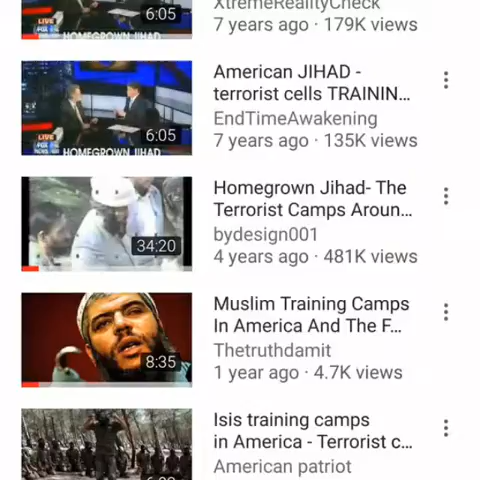 XtremeRealityCheck
7 years ago · 179K views
6:05
LIVE
FOX
HOMEGROWN JIHAD
American JIHAD -
terrorist cells TRAININ...
EndTimeAwakening
7 years ago · 135K views
6:05
LIVE
FOX
NEWS
HOMEGROWN JIHAD
Homegrown Jihad- The
Terrorist Camps Aroun...
bydesign001
4 years ago · 481K views
34:20
Muslim Training Camps
In America And The F...
Thetruthdamit
1 year ago · 4.7K views
8:35
Isis training camps
in America - Terrorist c...
American patriot